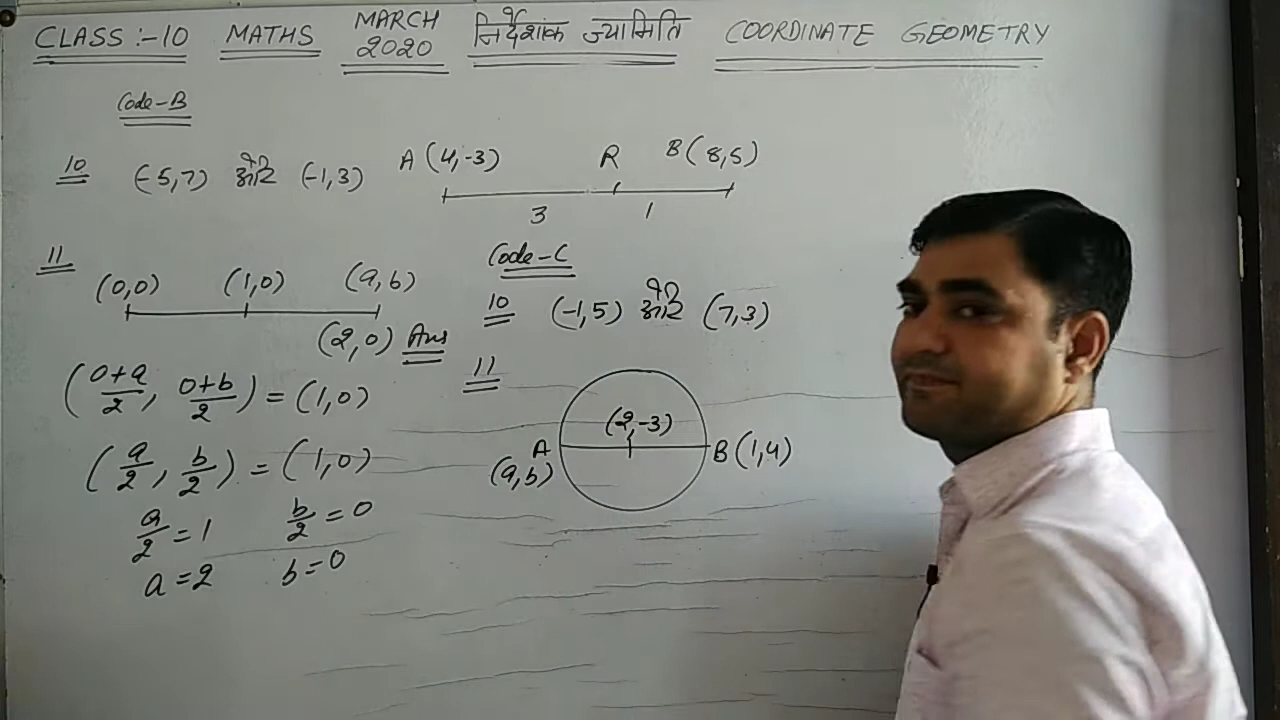 CLASS :-10 MATHS MARCH 2020 निर्देशांक ज्यामिति COORDINATE GEOMETRY
Code-B
10 (-5,7) और (-1,3)
A (4,-3) R B(8,5)
3 1
11
(0,0) (1,0) (a,b)
(2,0) Ans
(0+a/2, 0+b/2) = (1,0)
(a/2, b/2) = (1,0)
a/2 = 1 b/2 = 0
a = 2 b = 0
Code-C
10 (-1,5) और (7,3)
11
(2,-3)
A B (1,4)
(a,b)